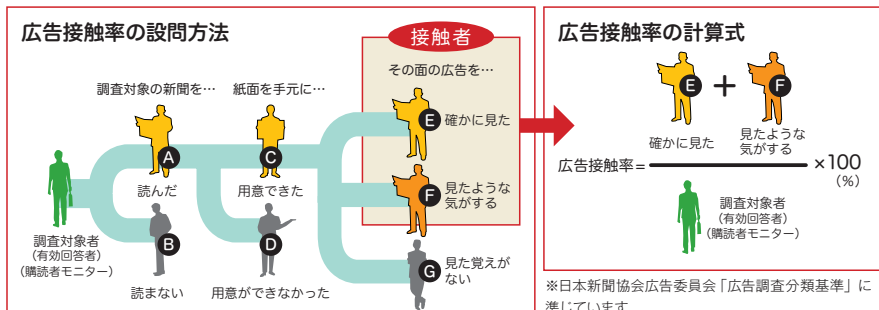 広告接触率の設問方法
接触者
調査対象の新聞を…
紙面を手元に…
その面の広告を…
A
読んだ
C
用意できた
E 確かに見た
F 見たような
気がする
調査対象者
(有効回答者)
(購読者モニター)
B
読まない
D
用意ができなかった
G 見た覚えが
ない
広告接触率の計算式
E + F
確かに見た
見たような
気がする
広告接触率= ×100
(%)
調査対象者
(有効回答者)
(購読者モニター)
※日本新聞協会広告委員会「広告調査分類基準」に
準じています